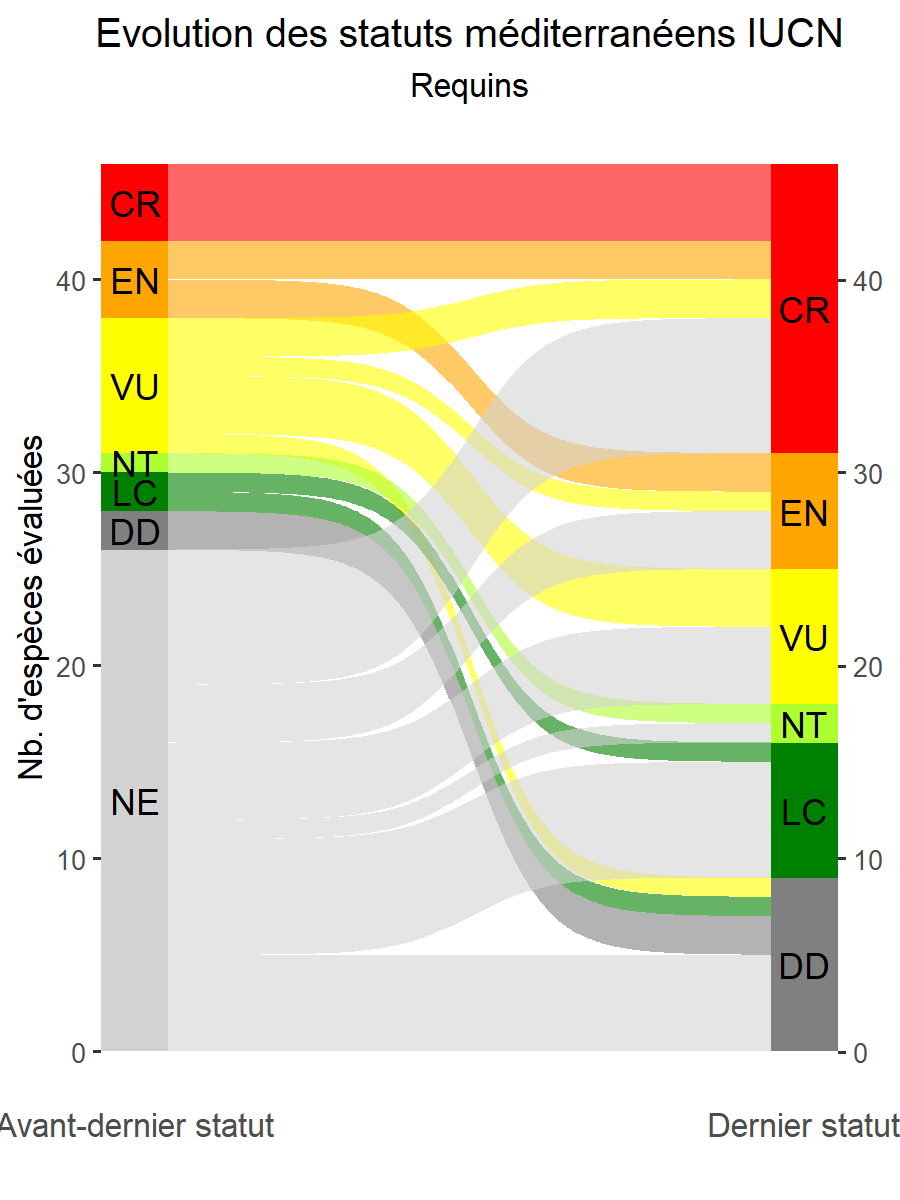 Evolution des statuts méditerranéens IUCN
Requins
Nb. d'espèces évaluées
40
30
20
10
0
CR
EN
VU
NT
LC
DD
NE
CR
EN
VU
NT
LC
DD
40
30
20
10
0
Avant-dernier statut
Dernier statut